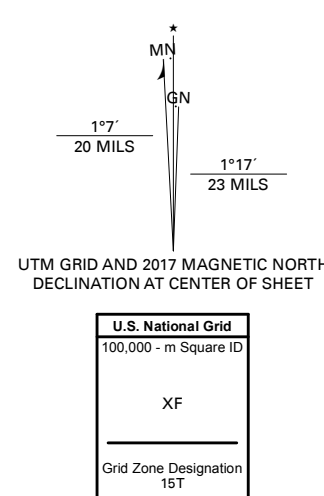 ★
MN
GN
1°7´
20 MILS
1°17´
23 MILS
UTM GRID AND 2017 MAGNETIC NORTH
DECLINATION AT CENTER OF SHEET
U.S. National Grid
100,000 - m Square ID
XF
Grid Zone Designation
15T